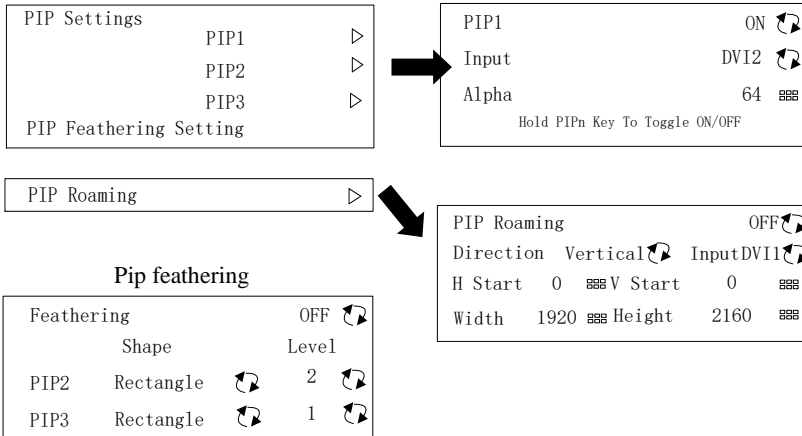 PIP Settings
PIP1
PIP2
PIP3
PIP Feathering Setting
PIP1 ON
Input DVI2
Alpha 64
Hold PIPn Key To Toggle ON/OFF
PIP Roaming
PIP Roaming OFF
Direction Vertical InputDVI1
H Start 0 V Start 0
Width 1920 Height 2160
Pip feathering
Feathering OFF
Shape Level
PIP2 Rectangle 2
PIP3 Rectangle 1